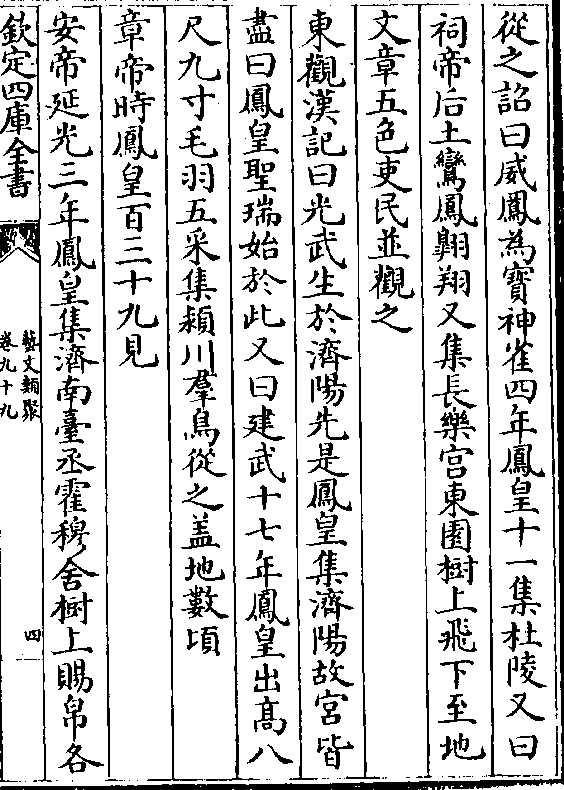 從之詔曰威鳳為寶神雀四年鳳皇十一集杜陵又曰
祠帝后土鸞鳳翺翔又集長樂宫東園樹上飛下至地
文章五色吏民並觀之
東觀漢記曰光武生於濟陽先是鳳皇集濟陽故宫皆
盡曰鳳皇聖瑞始於此又曰建武十七年鳳皇出髙八
尺九寸毛羽五采集潁川羣鳥從之盖地數頃
章帝時鳳皇百三十九見
安帝延光三年鳳皇集濟南臺丞霍穆舍樹上賜帛各
欽定四庫全書
藝文類聚
卷九十九
四